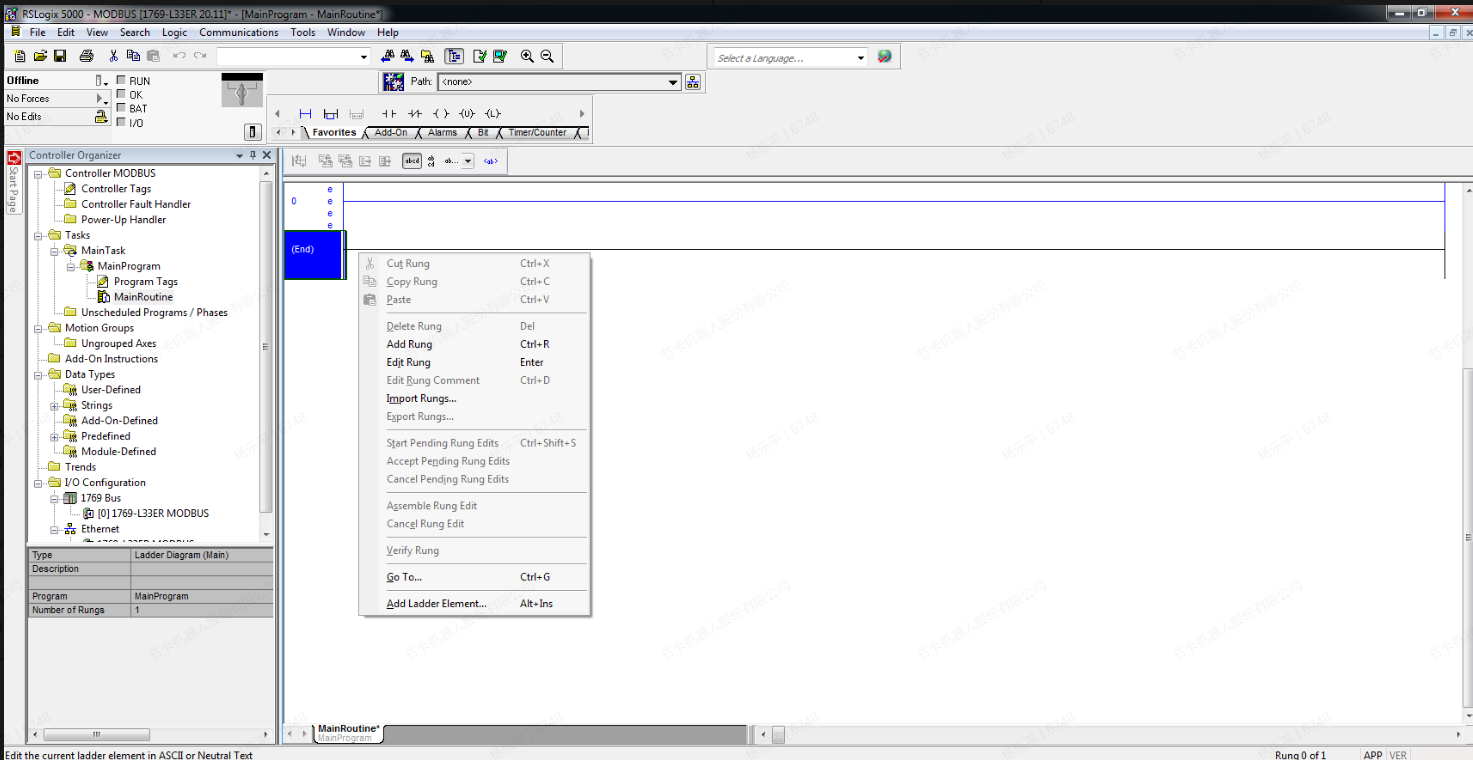 RSLogix 5000 - MODBUS [1769-L33ER 20.11]* - [MainProgram - MainRoutine*]
File Edit View Search Logic Communications Tools Window Help
Select a Language...
Offline
RUN
No Forces
OK
No Edits
BAT
I/O
Path: <none>
Favorites Add-On Alarms Bit Timer/Counter
Start Page
Controller Organizer
Controller MODBUS
Controller Tags
Controller Fault Handler
Power-Up Handler
Tasks
MainTask
MainProgram
Program Tags
MainRoutine
Unscheduled Programs / Phases
Motion Groups
Ungrouped Axes
Add-On Instructions
Data Types
User-Defined
Strings
Add-On-Defined
Predefined
Module-Defined
Trends
I/O Configuration
1769 Bus
[0] 1769-L33ER MODBUS
Ethernet
1769-L33ER MODBUS
Type Ladder Diagram (Main)
Description
Program MainProgram
Number of Rungs 1
e
0 e
e
e
(End)
Cut Rung Ctrl+X
Copy Rung Ctrl+C
Paste Ctrl+V
Delete Rung Del
Add Rung Ctrl+R
Edit Rung Enter
Edit Rung Comment Ctrl+D
Import Rungs...
Export Rungs...
Start Pending Rung Edits Ctrl+Shift+S
Accept Pending Rung Edits
Cancel Pending Rung Edits
Assemble Rung Edit
Cancel Rung Edit
Verify Rung
Go To... Ctrl+G
Add Ladder Element... Alt+Ins
MainRoutine*
MainProgram
Edit the current ladder element in ASCII or Neutral Text
Rung 0 of 1 APP VER